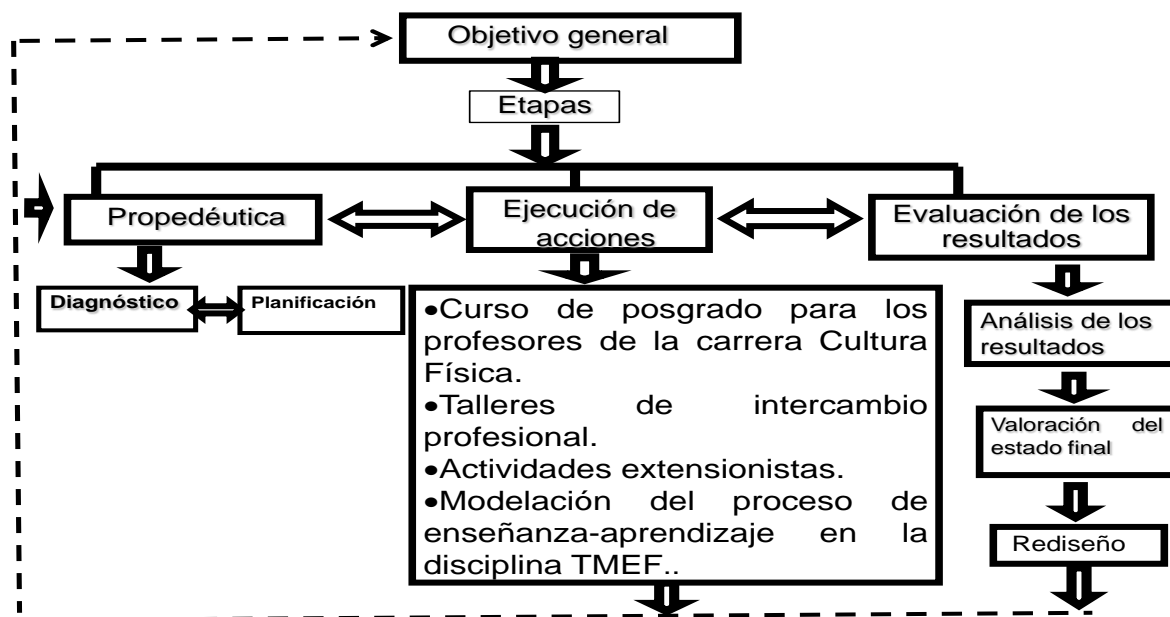 Objetivo general
Etapas
Propedéutica
Ejecución de
acciones
Evaluación de los
resultados
Diagnóstico
Planificación
•Curso de posgrado para los
profesores de la carrera Cultura
Física.
•Talleres de intercambio
profesional.
•Actividades extensionistas.
•Modelación del proceso de
enseñanza-aprendizaje en la
disciplina TMEF..
Análisis de los
resultados
Valoración del
estado final
Rediseño